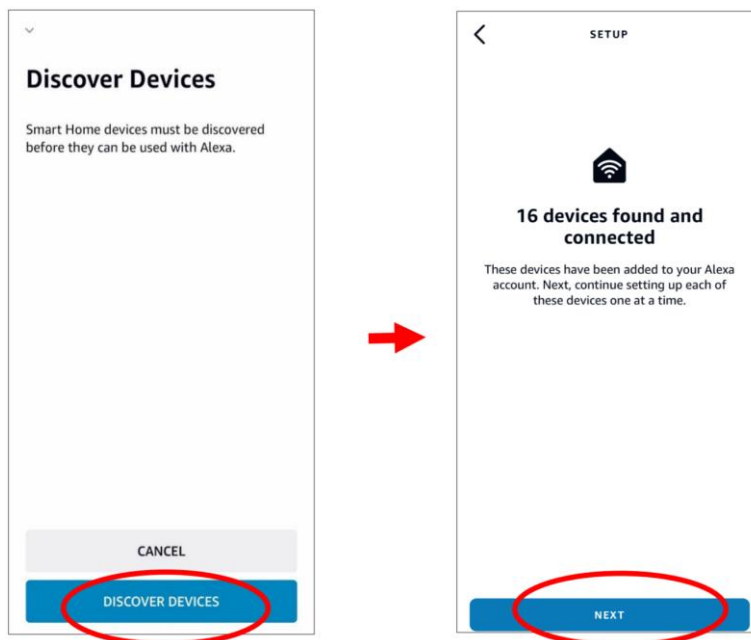 Discover Devices
Smart Home devices must be discovered
before they can be used with Alexa.
CANCEL
DISCOVER DEVICES
SETUP
16 devices found and
connected
These devices have been added to your Alexa
account. Next, continue setting up each of
these devices one at a time.
NEXT